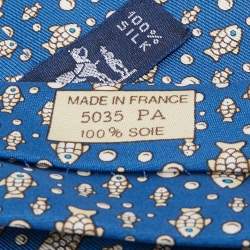 100%
SILK
MADE IN FRANCE
5035 PA
100% SOIE